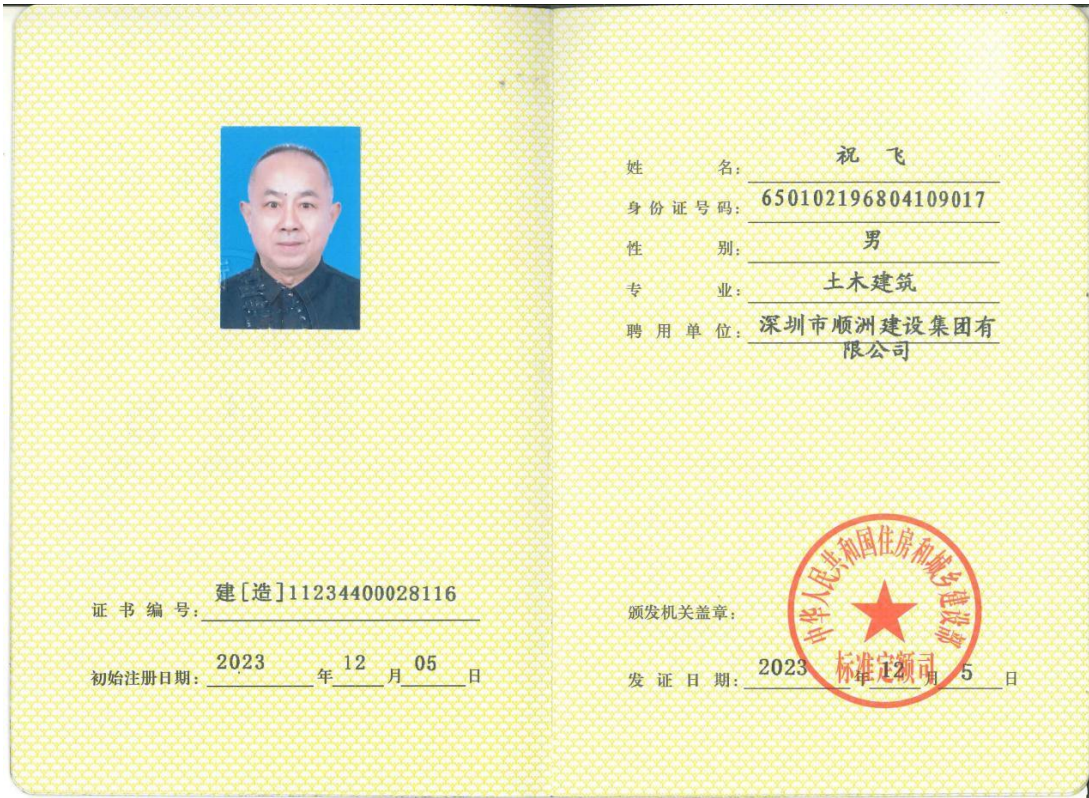 证书编号: 建[造]11234400028116
初始注册日期: 2023 年 12 月 05 日
姓名: 祝飞
身份证号码: 650102196804109017
性别: 男
专业: 土木建筑
聘用单位: 深圳市顺洲建设集团有
限公司
颁发机关盖章:
中华人民共和国住房和城乡建设部
标准定额司
发证日期: 2023 年 12 月 5 日